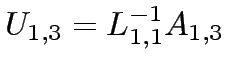 $U_{1,3} = L_{1,1}^{-1} A_{1,3}$